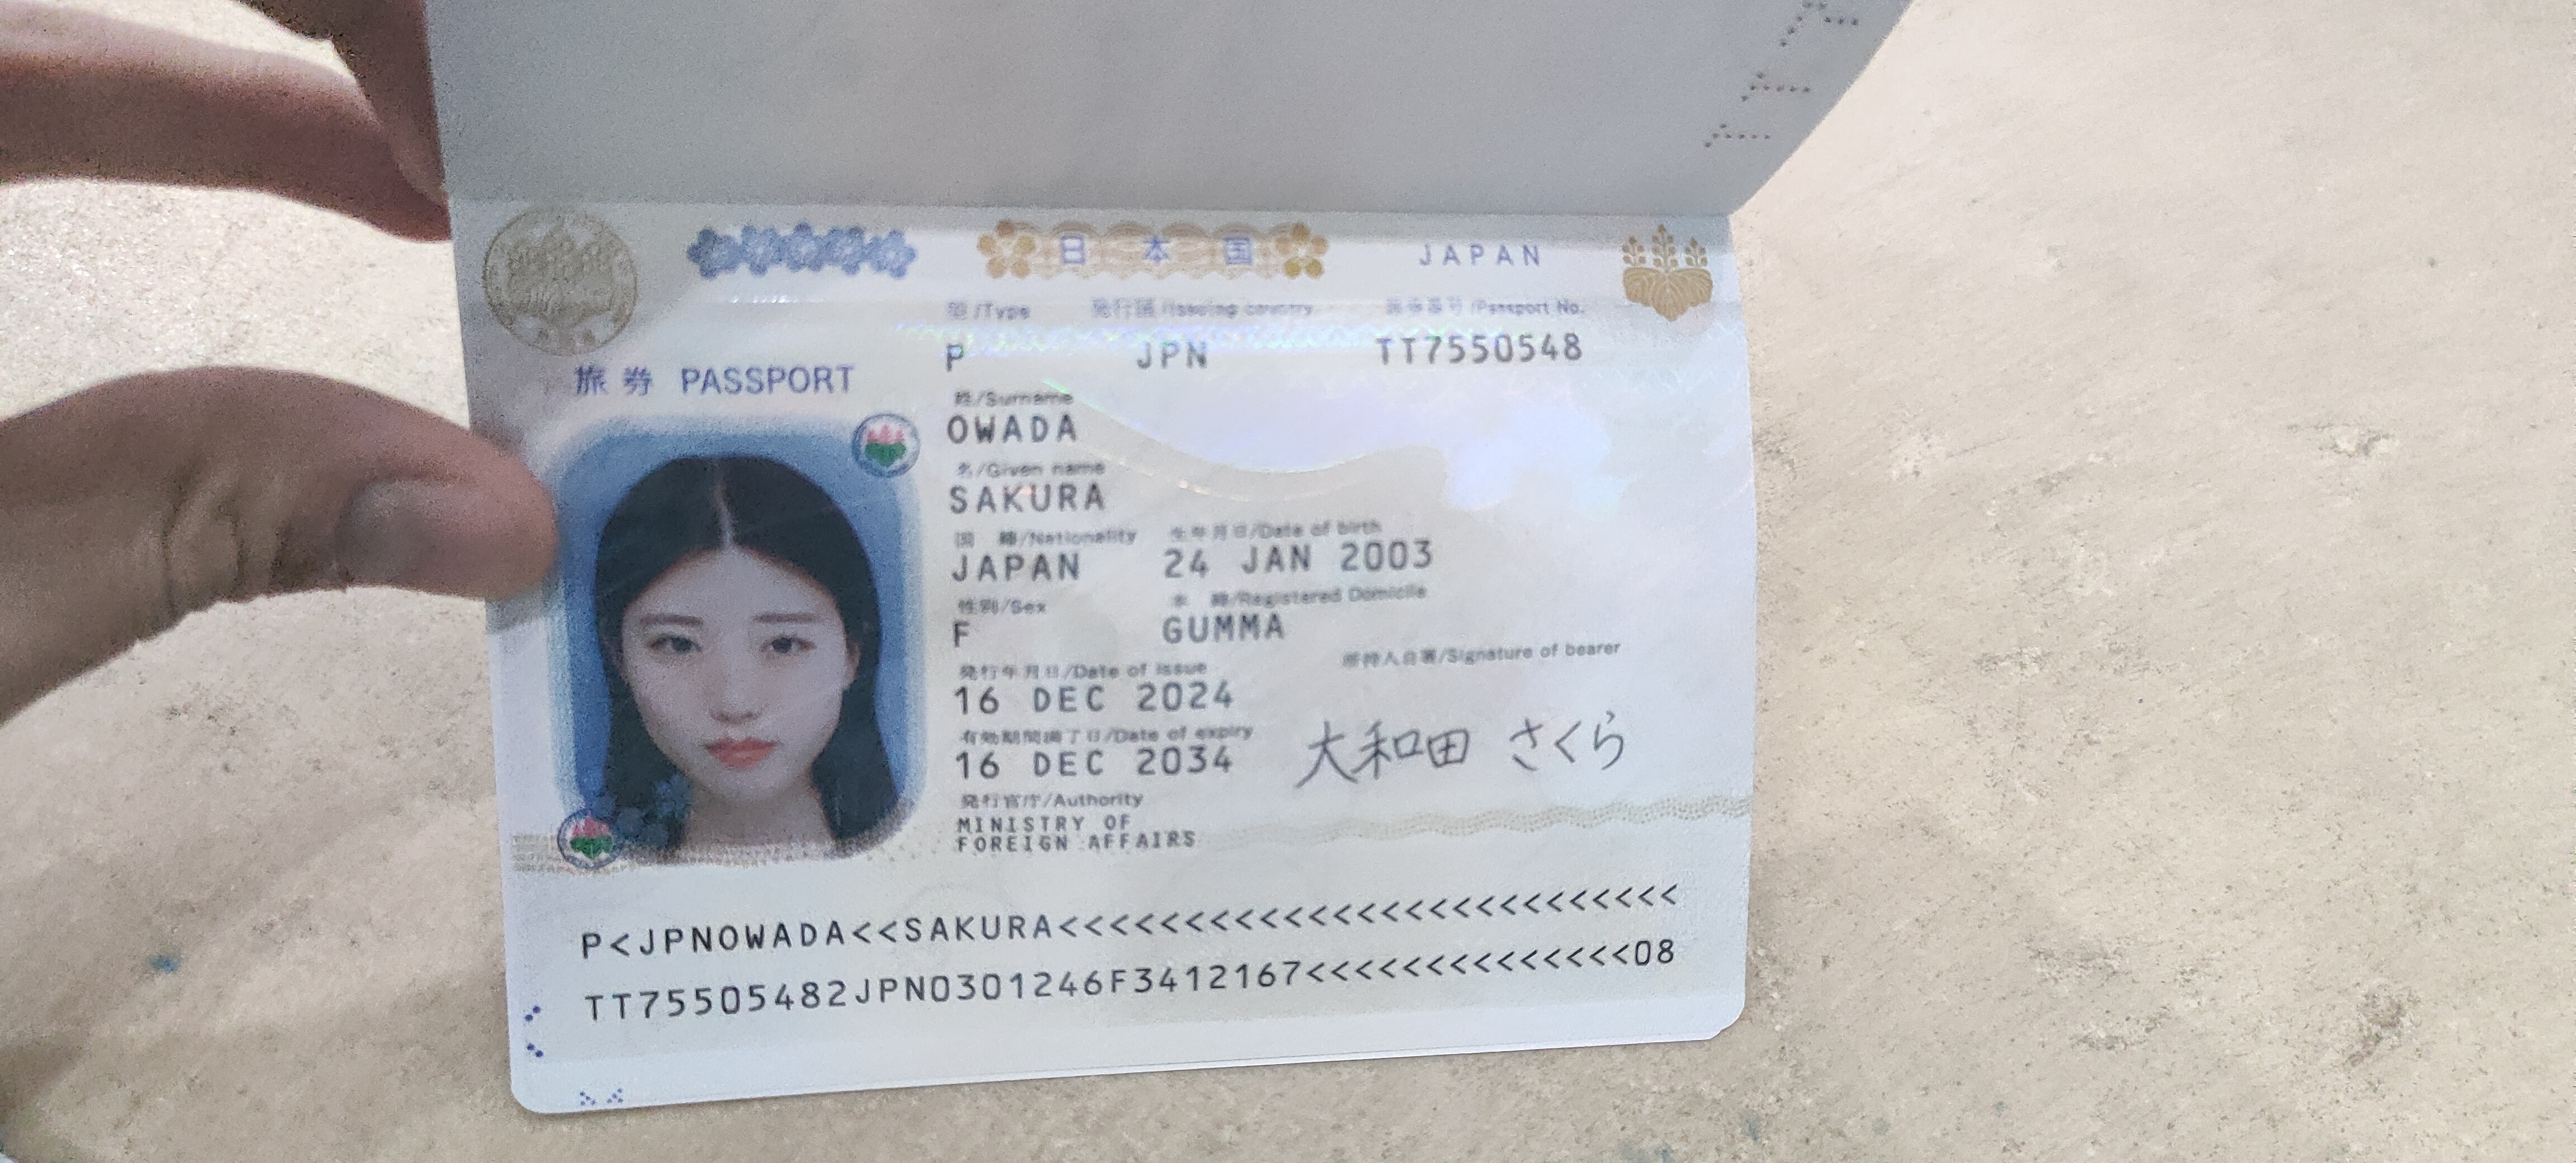 日本国 JAPAN
型/Type 発行国/Issuing country 旅券番号/Passport No.
旅券 PASSPORT
P JPN TT7550548
姓/Surname
OWADA
名/Given name
SAKURA
国籍/Nationality 生年月日/Date of birth
JAPAN 24 JAN 2003
性別/Sex 本籍/Registered Domicile
F GUMMA
発行年月日/Date of issue 所持人自署/Signature of bearer
16 DEC 2024
有効期間満了日/Date of expiry
16 DEC 2034 大和田 さくら
発行官庁/Authority
MINISTRY OF
FOREIGN AFFAIRS
P<JPNOWADA<<SAKURA<<<<<<<<<<<<<<<<<<<<<<<<<<
TT75505482JPN0301246F3412167<<<<<<<<<<<<<<08